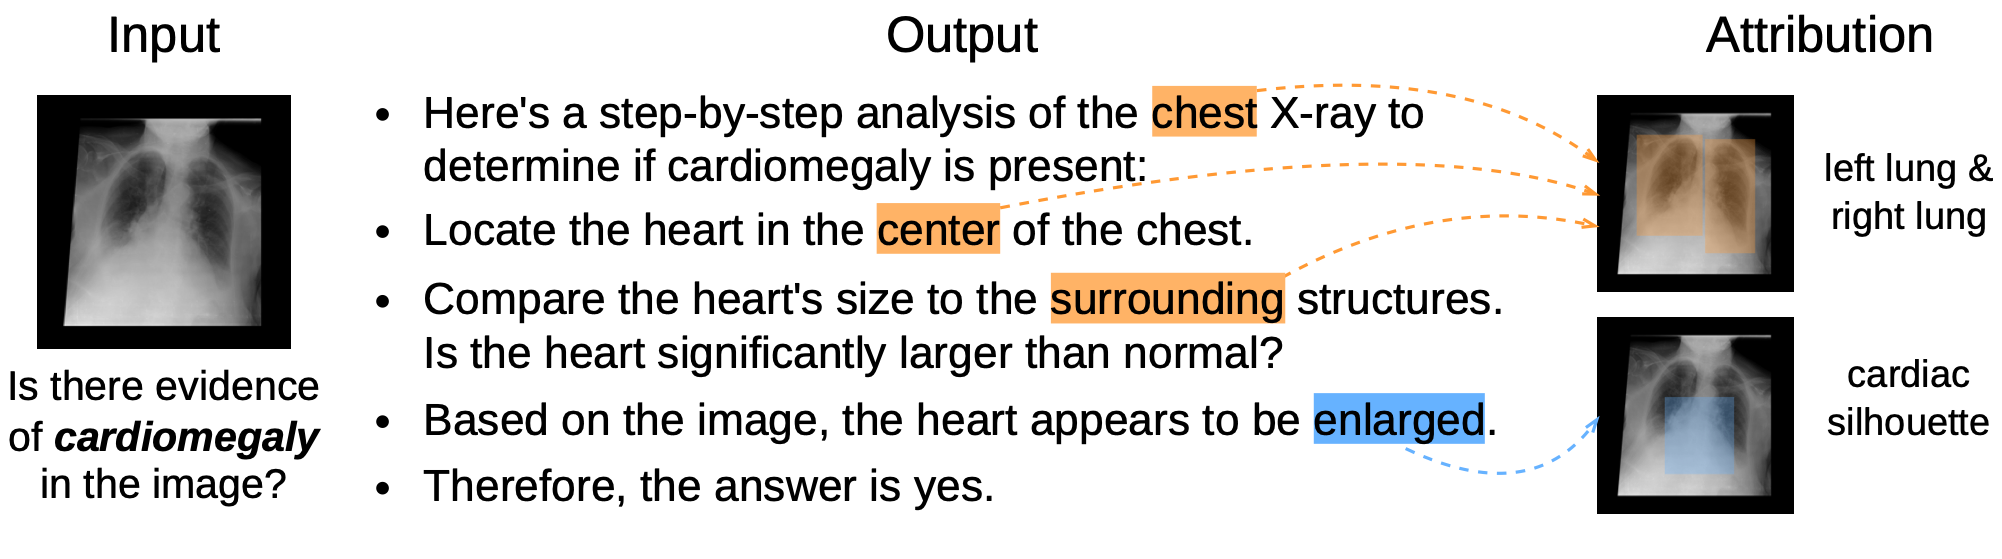 Input
Output
Attribution
Is there evidence
of cardiomegaly
in the image?
• Here's a step-by-step analysis of the chest X-ray to
determine if cardiomegaly is present:
• Locate the heart in the center of the chest.
• Compare the heart's size to the surrounding structures.
Is the heart significantly larger than normal?
• Based on the image, the heart appears to be enlarged.
• Therefore, the answer is yes.
left lung &
right lung
cardiac
silhouette